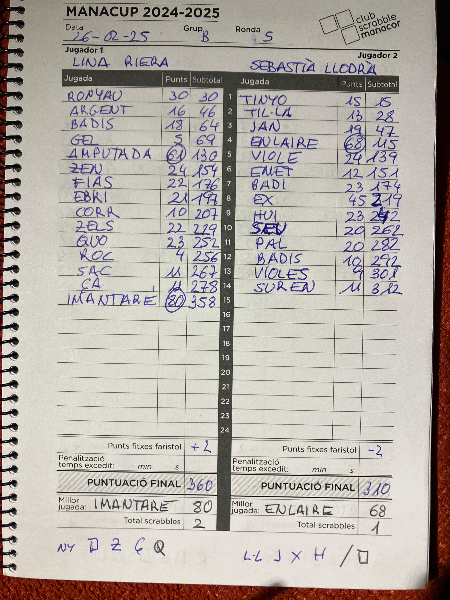 MANACUP 2024-2025
club scrabble manacor
Data 26-02-25 Grup B Ronda 5
Jugador 1 Jugador 2
LINA RIERA SEBASTIÀ LLODRÀ
Jugada Punts Subtotal Jugada Punts Subtotal
RONYAU 30 30 1 TINYO 15 15
ARGENT 16 46 2 TIL·LA 13 28
BADIS 18 64 3 JAN 19 47
GEL 5 69 4 ENLAIRE 68 115
AMPUTADA 61 130 5 VIOLE 24 139
ZEN 24 154 6 ENET 12 151
FIAS 22 176 7 BADI 23 174
EBRI 21 197 8 EX 45 219
CORR 10 207 9 HUI 23 242
ZELS 22 229 10 SEU 20 262
QUO 23 252 11 PAL 20 282
ROC 4 256 12 BADIS 10 292
SAC 11 267 13 VIOLES 9 301
ÇA 11 278 14 SUREN 11 312
IMANTARE 80 358 15
16
17
18
19
20
21
22
23
24
Punts fitxes faristol +2 Punts fitxes faristol -2
Penalització temps excedit: min s Penalització temps excedit: min s
PUNTUACIÓ FINAL 360 PUNTUACIÓ FINAL 310
Millor jugada: IMANTARE 80 Millor jugada: ENLAIRE 68
Total scrabbles 2 Total scrabbles 1
NY Z Ç Q L·L J X H /